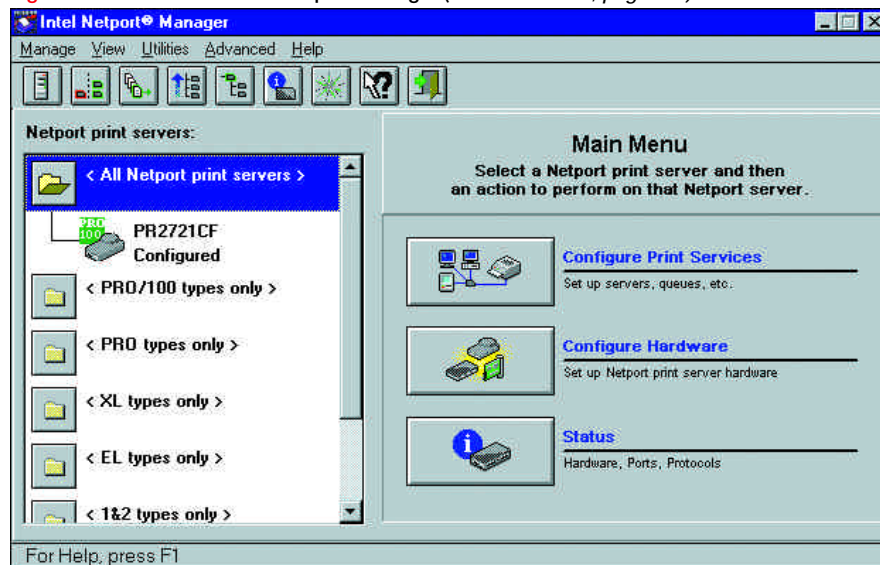 Intel Netport® Manager
Manage View Utilities Advanced Help
Netport print servers:
< All Netport print servers >
PRO
100
PR2721CF
Configured
< PRO/100 types only >
< PRO types only >
< XL types only >
< EL types only >
< 1&2 types only >
Main Menu
Select a Netport print server and then
an action to perform on that Netport server.
Configure Print Services
Set up servers, queues, etc.
Configure Hardware
Set up Netport print server hardware
Status
Hardware, Ports, Protocols
For Help, press F1